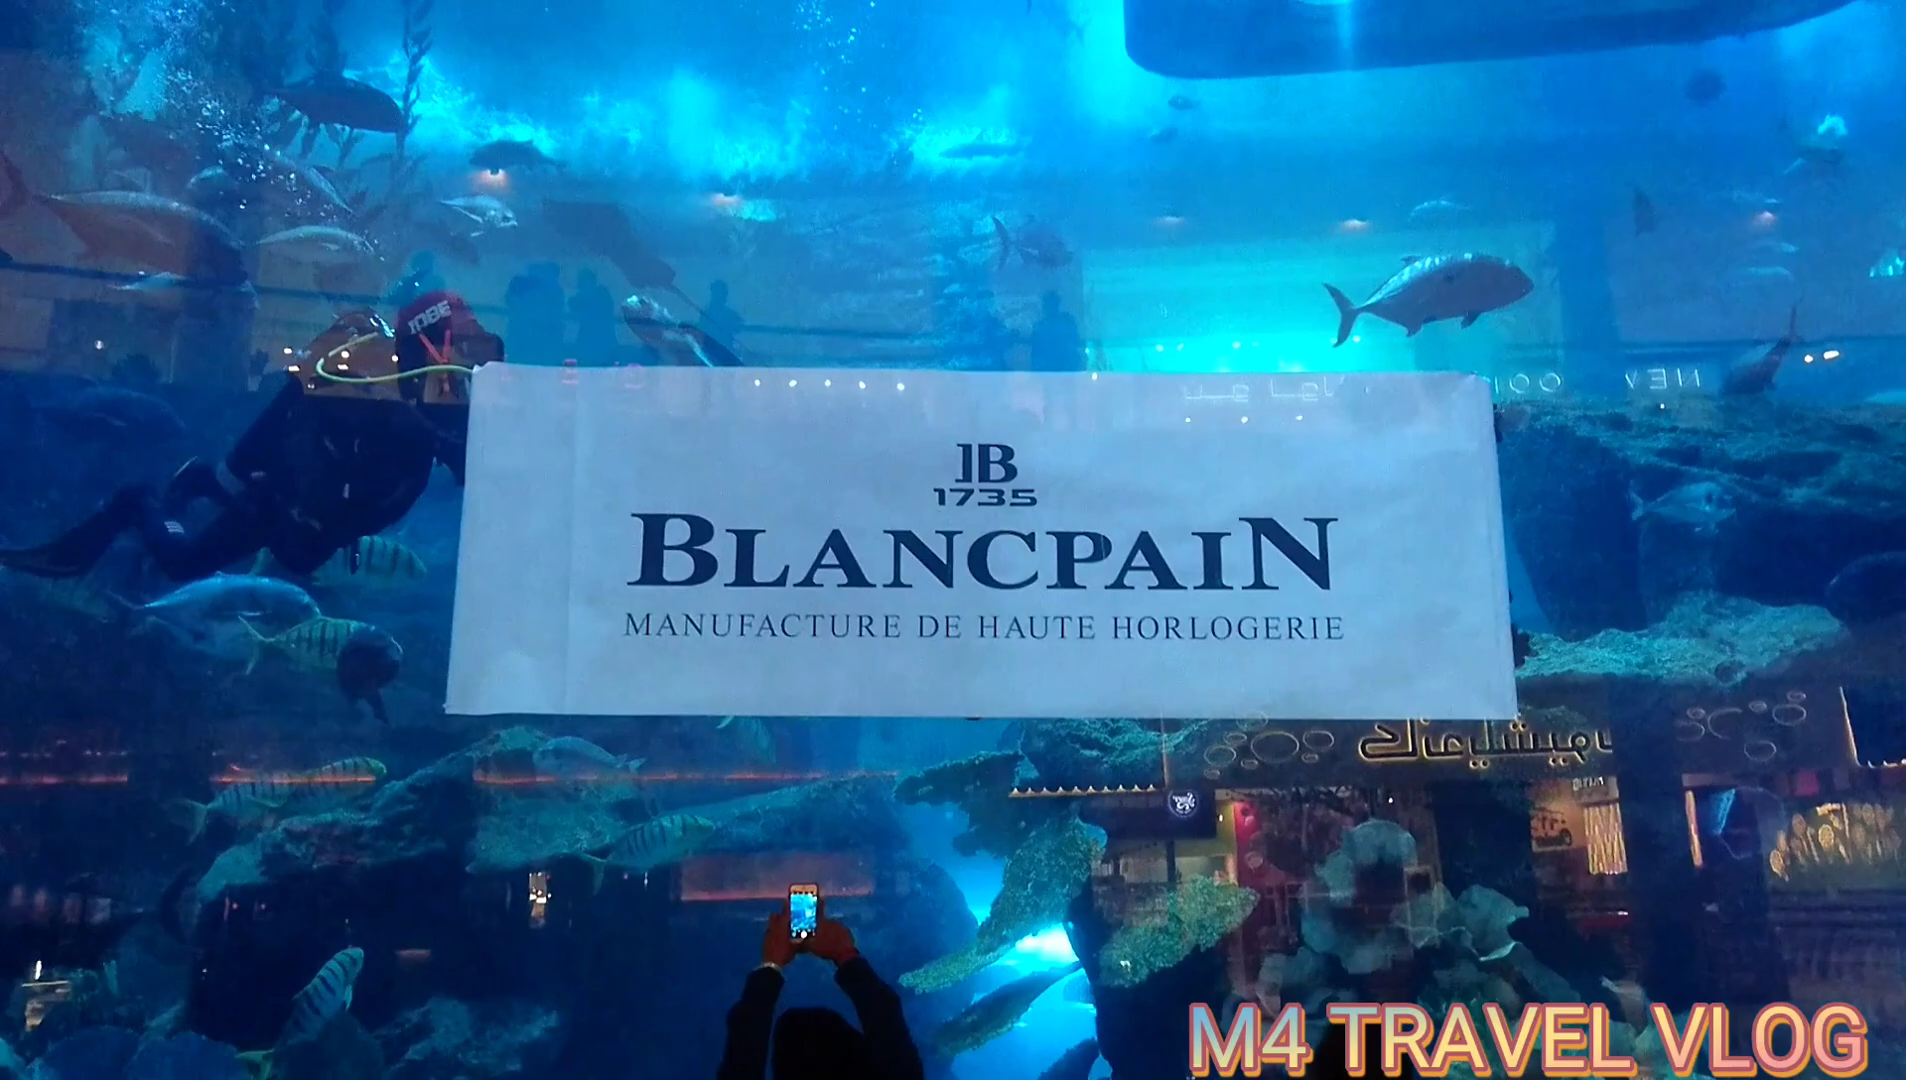 JB
1735
BLANCPAIN
MANUFACTURE DE HAUTE HORLOGERIE
M4 TRAVEL VLOG